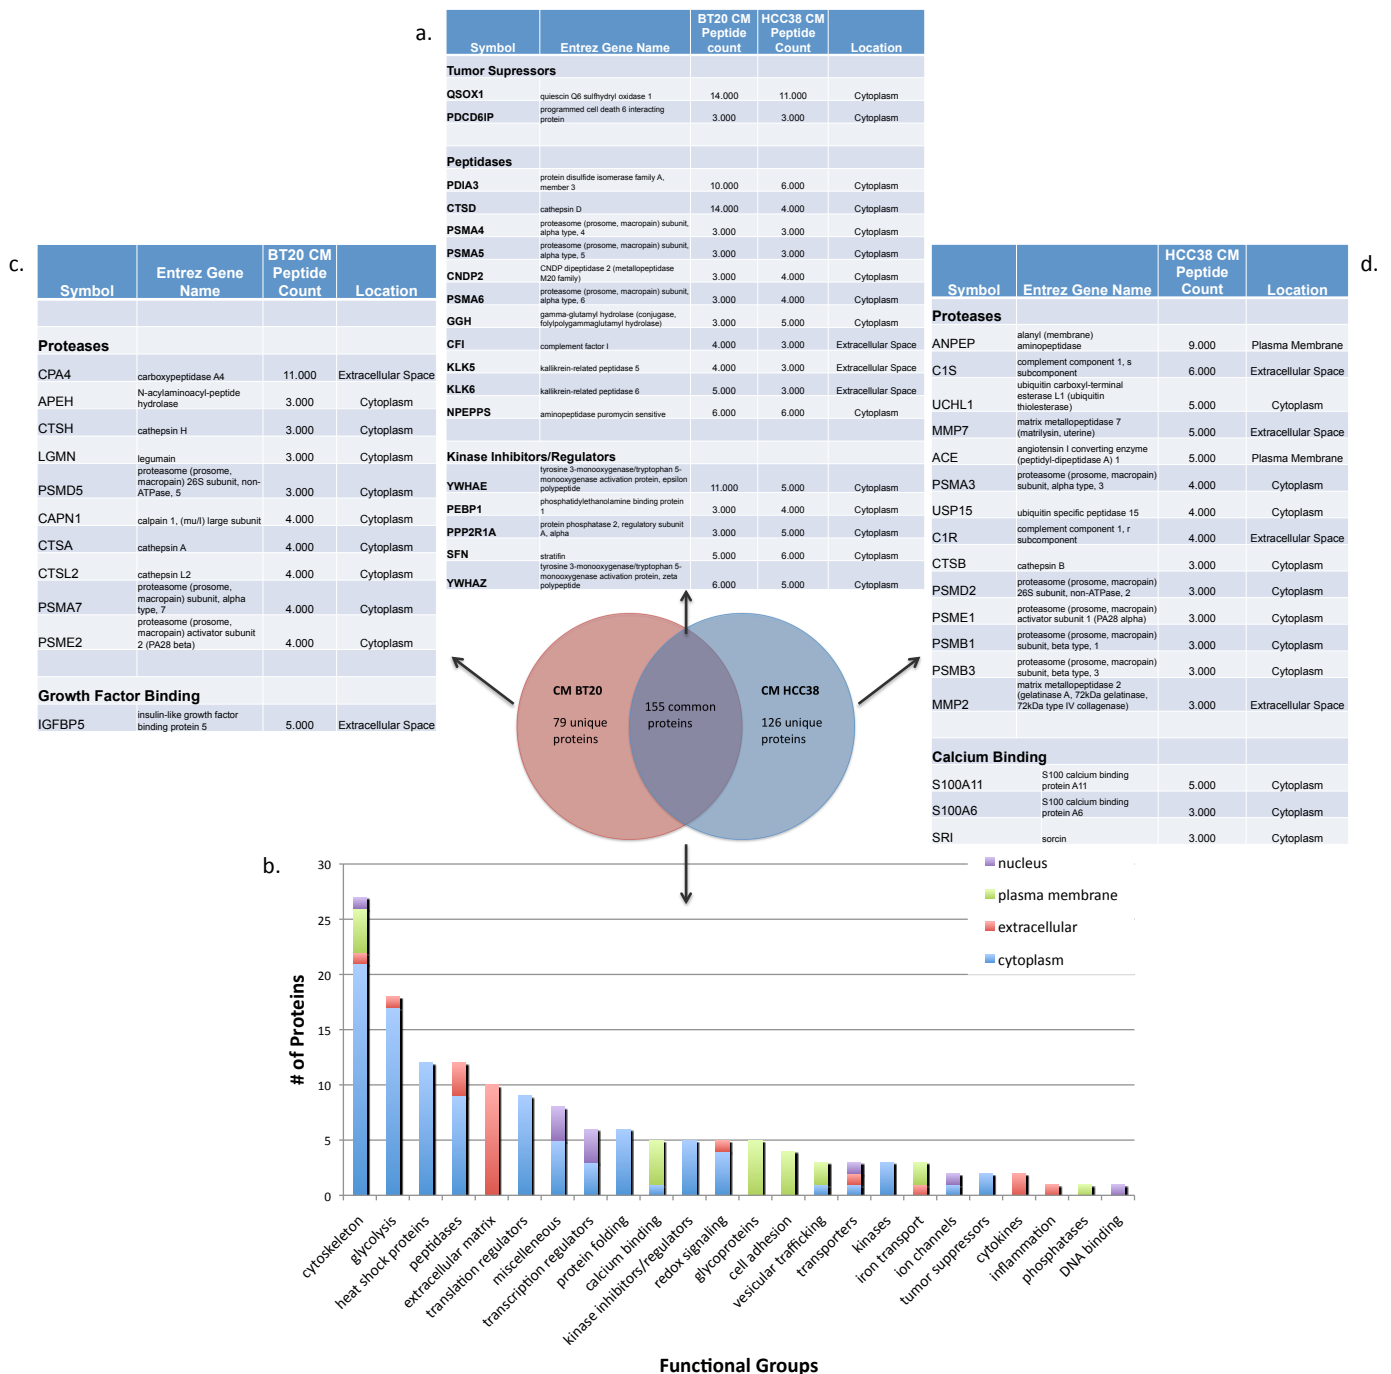 a.
Symbol Entrez Gene Name BT20 CM Peptide count HCC38 CM Peptide Count Location
Tumor Supressors
QSOX1 quiescin Q6 sulfhydryl oxidase 1 14.000 11.000 Cytoplasm
PDCD6IP programmed cell death 6 interacting protein 3.000 3.000 Cytoplasm
Peptidases
PDIA3 protein disulfide isomerase family A, member 3 10.000 6.000 Cytoplasm
CTSD cathepsin D 14.000 4.000 Cytoplasm
PSMA4 proteasome (prosome, macropain) subunit, alpha type, 4 3.000 3.000 Cytoplasm
PSMA5 proteasome (prosome, macropain) subunit, alpha type, 5 3.000 3.000 Cytoplasm
CNDP2 CNDP dipeptidase 2 (metallopeptidase M20 family) 3.000 4.000 Cytoplasm
PSMA6 proteasome (prosome, macropain) subunit, alpha type, 6 3.000 4.000 Cytoplasm
GGH gamma-glutamyl hydrolase (conjugase, folylpolygammaglutamyl hydrolase) 3.000 5.000 Cytoplasm
CFI complement factor I 4.000 3.000 Extracellular Space
KLK5 kallikrein-related peptidase 5 4.000 3.000 Extracellular Space
KLK6 kallikrein-related peptidase 6 5.000 3.000 Extracellular Space
NPEPPS aminopeptidase puromycin sensitive 6.000 6.000 Cytoplasm
Kinase Inhibitors/Regulators
YWHAE tyrosine 3-monooxygenase/tryptophan 5-monooxygenase activation protein, epsilon polypeptide 11.000 5.000 Cytoplasm
PEBP1 phosphatidylethanolamine binding protein 1 3.000 4.000 Cytoplasm
PPP2R1A protein phosphatase 2, regulatory subunit A, alpha 3.000 5.000 Cytoplasm
SFN stratifin 5.000 6.000 Cytoplasm
YWHAZ tyrosine 3-monooxygenase/tryptophan 5-monooxygenase activation protein, zeta polypeptide 6.000 5.000 Cytoplasm
c.
Symbol Entrez Gene Name BT20 CM Peptide Count Location
Proteases
CPA4 carboxypeptidase A4 11.000 Extracellular Space
APEH N-acylaminoacyl-peptide hydrolase 3.000 Cytoplasm
CTSH cathepsin H 3.000 Cytoplasm
LGMN legumain 3.000 Cytoplasm
PSMD5 proteasome (prosome, macropain) 26S subunit, non-ATPase, 5 3.000 Cytoplasm
CAPN1 calpain 1, (mu/I) large subunit 4.000 Cytoplasm
CTSA cathepsin A 4.000 Cytoplasm
CTSL2 cathepsin L2 4.000 Cytoplasm
PSMA7 proteasome (prosome, macropain) subunit, alpha type, 7 4.000 Cytoplasm
PSME2 proteasome (prosome, macropain) activator subunit 2 (PA28 beta) 4.000 Cytoplasm
Growth Factor Binding
IGFBP5 insulin-like growth factor binding protein 5 5.000 Extracellular Space
d.
Symbol Entrez Gene Name HCC38 CM Peptide Count Location
Proteases
ANPEP alanyl (membrane) aminopeptidase 9.000 Plasma Membrane
C1S complement component 1, s subcomponent 6.000 Extracellular Space
UCHL1 ubiquitin carboxyl-terminal esterase L1 (ubiquitin thiolesterase) 5.000 Cytoplasm
MMP7 matrix metallopeptidase 7 (matrilysin, uterine) 5.000 Extracellular Space
ACE angiotensin I converting enzyme (peptidyl-dipeptidase A) 1 5.000 Plasma Membrane
PSMA3 proteasome (prosome, macropain) subunit, alpha type, 3 4.000 Cytoplasm
USP15 ubiquitin specific peptidase 15 4.000 Cytoplasm
C1R complement component 1, r subcomponent 4.000 Extracellular Space
CTSB cathepsin B 3.000 Cytoplasm
PSMD2 proteasome (prosome, macropain) 26S subunit, non-ATPase, 2 3.000 Cytoplasm
PSME1 proteasome (prosome, macropain) activator subunit 1 (PA28 alpha) 3.000 Cytoplasm
PSMB1 proteasome (prosome, macropain) subunit, beta type, 1 3.000 Cytoplasm
PSMB3 proteasome (prosome, macropain) subunit, beta type, 3 3.000 Cytoplasm
MMP2 matrix metallopeptidase 2 (gelatinase A, 72kDa gelatinase, 72kDa type IV collagenase) 3.000 Extracellular Space
Calcium Binding
S100A11 S100 calcium binding protein A11 5.000 Cytoplasm
S100A6 S100 calcium binding protein A6 3.000 Cytoplasm
SRI sorcin 3.000 Cytoplasm
CM BT20
79 unique
proteins
155 common
proteins
CM HCC38
126 unique
proteins
b.
nucleus
plasma membrane
extracellular
cytoplasm
# of Proteins
30
25
20
15
10
5
0
cytoskeleton
glycolysis
heat shock proteins
peptidases
extracellular matrix
translation regulators
miscelleneous
transcription regulators
protein folding
calcium binding
kinase inhibitors/regulators
redox signaling
glycoproteins
cell adhesion
vesicular trafficking
transporters
kinases
iron transport
ion channels
tumor suppressors
cytokines
inflammation
phosphatases
DNA binding
Functional Groups